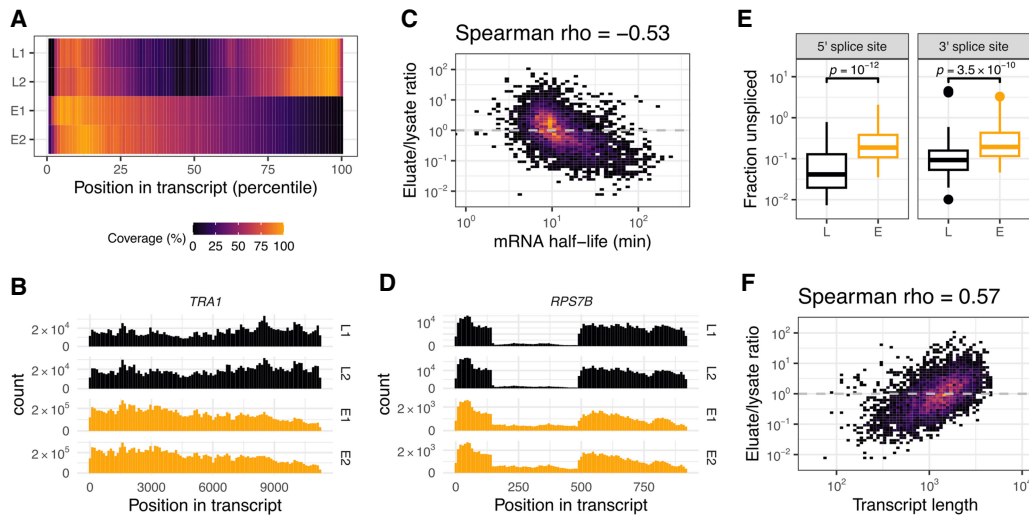 A
L1
L2
E1
E2
0 25 50 75 100
Position in transcript (percentile)
Coverage (%)
0 25 50 75 100
B
TRA1
count
2 × 10⁴
0
L1
2 × 10⁴
0
L2
2 × 10⁵
0
E1
2 × 10⁵
0
E2
0 3000 6000 9000
Position in transcript
C
Spearman rho = −0.53
Eluate/lysate ratio
10²
10¹
10⁰
10⁻¹
10⁻²
10⁰ 10¹ 10²
mRNA half-life (min)
D
RPS7B
count
10⁴
0
L1
10⁴
0
L2
2 × 10³
0
E1
2 × 10³
0
E2
0 250 500 750
Position in transcript
E
5' splice site 3' splice site
p = 10⁻¹² p = 3.5 × 10⁻¹⁰
Fraction unspliced
10¹
10⁰
10⁻¹
10⁻²
L E L E
F
Spearman rho = 0.57
Eluate/lysate ratio
10²
10¹
10⁰
10⁻¹
10⁻²
10² 10³
Transcript length